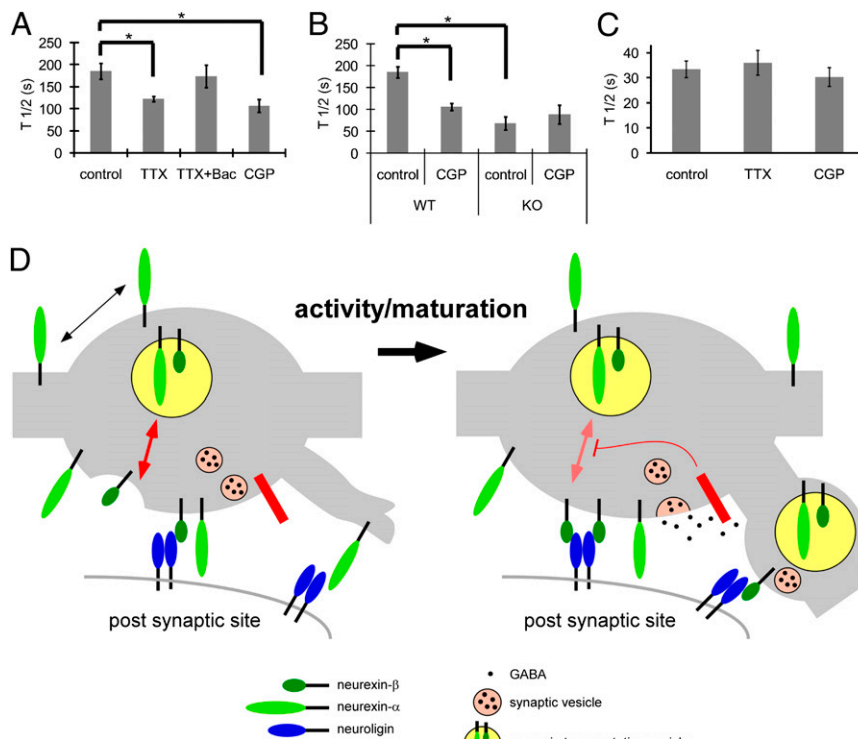 A
T 1/2 (s)
250
200
150
100
50
0
*
*
control TTX TTX+Bac CGP
B
T 1/2 (s)
250
200
150
100
50
0
*
*
control CGP control CGP
WT KO
C
T 1/2 (s)
40
30
20
10
0
control TTX CGP
D
activity/maturation
post synaptic site
post synaptic site
neurexin-β
neurexin-α
neuroligin
GABA
synaptic vesicle